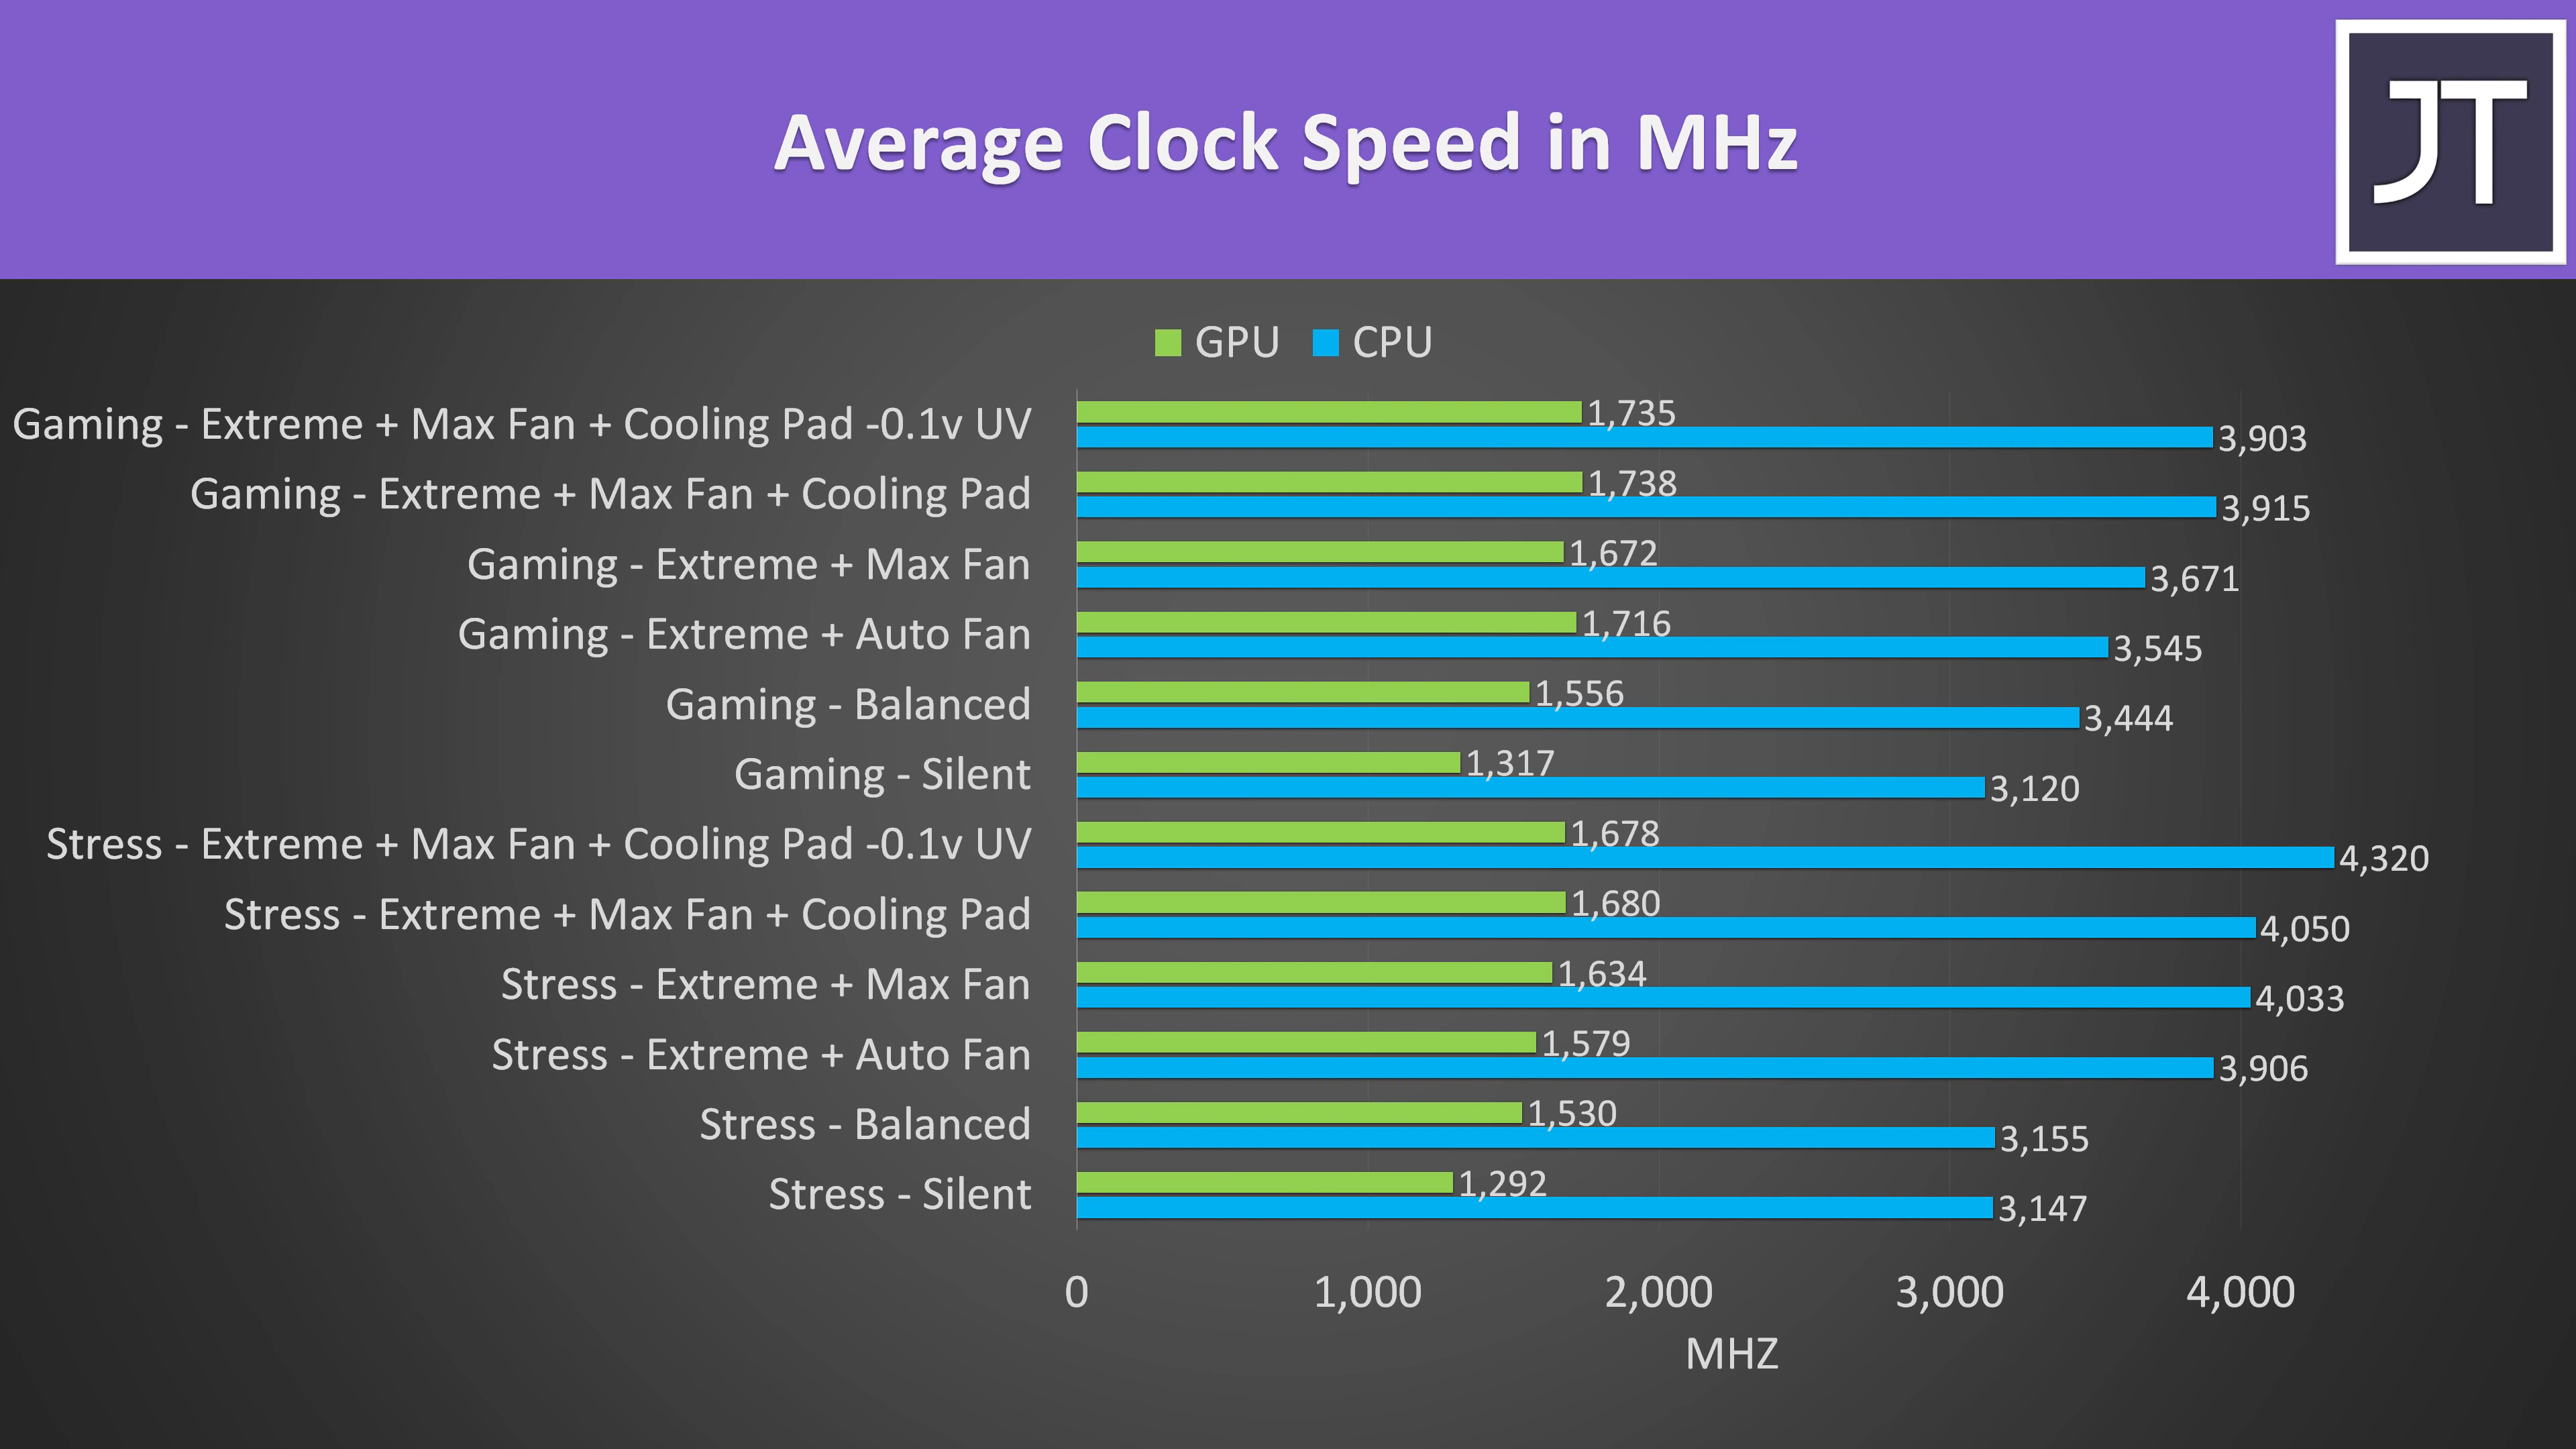 Average Clock Speed in MHz
JT
GPU CPU
Gaming - Extreme + Max Fan + Cooling Pad -0.1v UV 1,735 3,903
Gaming - Extreme + Max Fan + Cooling Pad 1,738 3,915
Gaming - Extreme + Max Fan 1,672 3,671
Gaming - Extreme + Auto Fan 1,716 3,545
Gaming - Balanced 1,556 3,444
Gaming - Silent 1,317 3,120
Stress - Extreme + Max Fan + Cooling Pad -0.1v UV 1,678 4,320
Stress - Extreme + Max Fan + Cooling Pad 1,680 4,050
Stress - Extreme + Max Fan 1,634 4,033
Stress - Extreme + Auto Fan 1,579 3,906
Stress - Balanced 1,530 3,155
Stress - Silent 1,292 3,147
0 1,000 2,000 3,000 4,000
MHZ